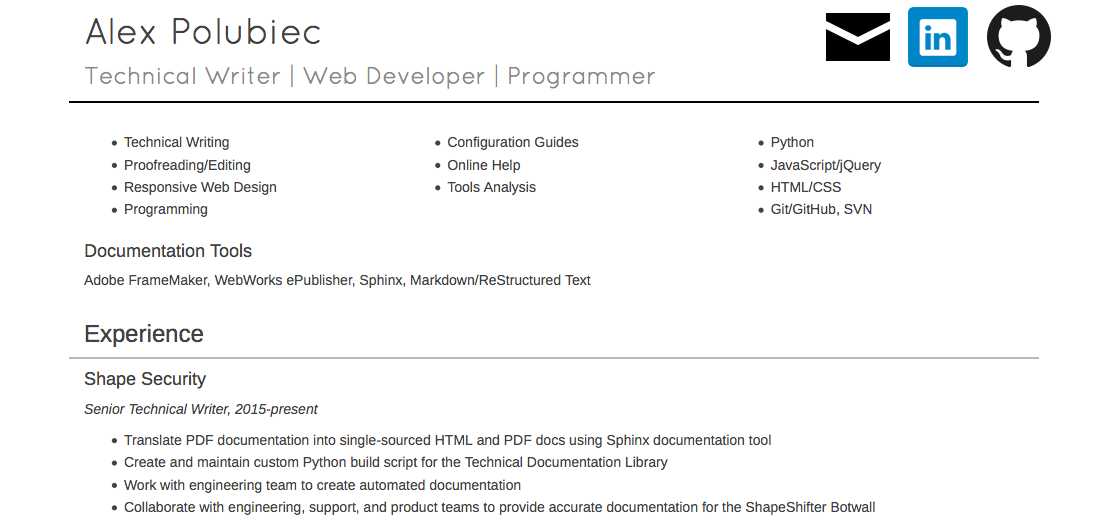 Alex Polubiec
in
Technical Writer | Web Developer | Programmer
• Technical Writing
• Proofreading/Editing
• Responsive Web Design
• Programming
• Configuration Guides
• Online Help
• Tools Analysis
• Python
• JavaScript/jQuery
• HTML/CSS
• Git/GitHub, SVN
Documentation Tools
Adobe FrameMaker, WebWorks ePublisher, Sphinx, Markdown/ReStructured Text
Experience
Shape Security
Senior Technical Writer, 2015-present
• Translate PDF documentation into single-sourced HTML and PDF docs using Sphinx documentation tool
• Create and maintain custom Python build script for the Technical Documentation Library
• Work with engineering team to create automated documentation
• Collaborate with engineering, support, and product teams to provide accurate documentation for the ShapeShifter Botwall